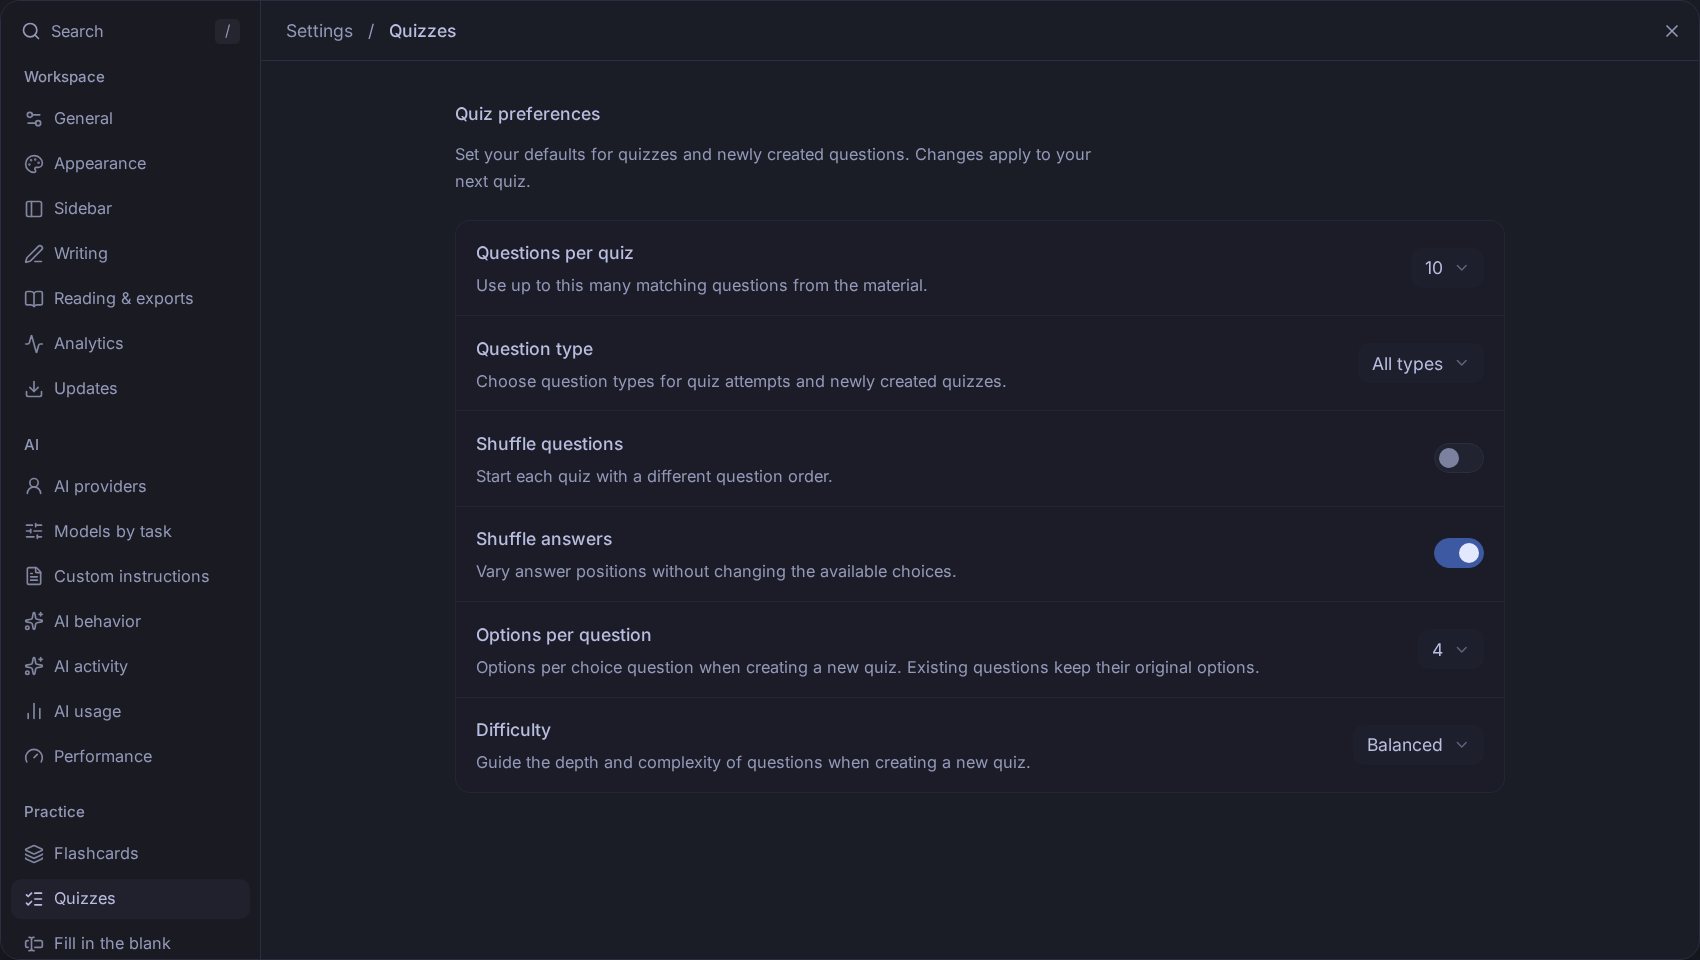 Search /
Settings / Quizzes
Workspace
General
Appearance
Sidebar
Writing
Reading & exports
Analytics
Updates
AI
AI providers
Models by task
Custom instructions
AI behavior
AI activity
AI usage
Performance
Practice
Flashcards
Quizzes
Fill in the blank
Quiz preferences
Set your defaults for quizzes and newly created questions. Changes apply to your
next quiz.
Questions per quiz
Use up to this many matching questions from the material.
10
Question type
Choose question types for quiz attempts and newly created quizzes.
All types
Shuffle questions
Start each quiz with a different question order.
Shuffle answers
Vary answer positions without changing the available choices.
Options per question
Options per choice question when creating a new quiz. Existing questions keep their original options.
4
Difficulty
Guide the depth and complexity of questions when creating a new quiz.
Balanced